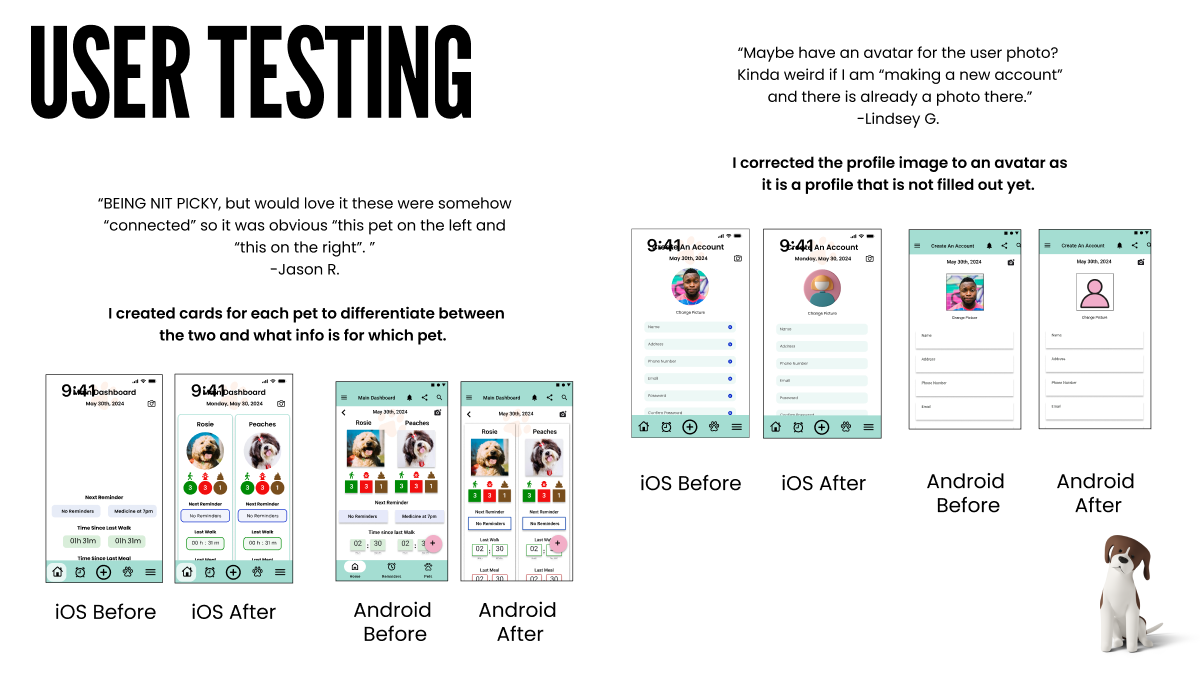 USER TESTING
“BEING NIT PICKY, but would love it these were somehow
“connected” so it was obvious “this pet on the left and
“this on the right”. ”
-Jason R.
I created cards for each pet to differentiate between
the two and what info is for which pet.
9:41
Main Dashboard
May 30th, 2024
Next Reminder
No Reminders
Medicine at 7pm
Time Since Last Walk
01h 31m
01h 31m
Time Since Last Meal
iOS Before
9:41
Main Dashboard
Monday, May 30, 2024
Rosie
Peaches
3 3 1
3 3 1
Next Reminder
Next Reminder
No Reminders
No Reminders
Last Walk
Last Walk
00 h : 31 m
00 h : 31 m
Last Meal
Last Meal
iOS After
Main Dashboard
May 30th, 2024
Rosie
Peaches
3 3 1
3 3 1
Next Reminder
No Reminders
Medicine at 7pm
Time since last Walk
02 : 30
02 : 3
+
Home
Reminders
Pets
Android
Before
Main Dashboard
May 30th, 2024
Rosie
Peaches
3 3 1
3 3 1
Next Reminder
Next Reminder
No Reminders
No Reminders
Last Walk
Last Walk
02 : 30
02
+
Last Meal
Last Meal
02 : 30
02 : 30
Android
After
“Maybe have an avatar for the user photo?
Kinda weird if I am “making a new account”
and there is already a photo there.”
-Lindsey G.
I corrected the profile image to an avatar as
it is a profile that is not filled out yet.
9:41
Create An Account
May 30th, 2024
Change Picture
Name
Address
Phone Number
Email
Password
Confirm Password
iOS Before
9:41
Create An Account
Monday, May 30, 2024
Change Picture
Name
Address
Phone Number
Email
Password
Confirm Password
iOS After
Create An Account
May 30th, 2024
Change Picture
Name
Address
Phone Number
Email
Android
Before
Create An Account
May 30th, 2024
Change Picture
Name
Address
Phone Number
Email
Android
After